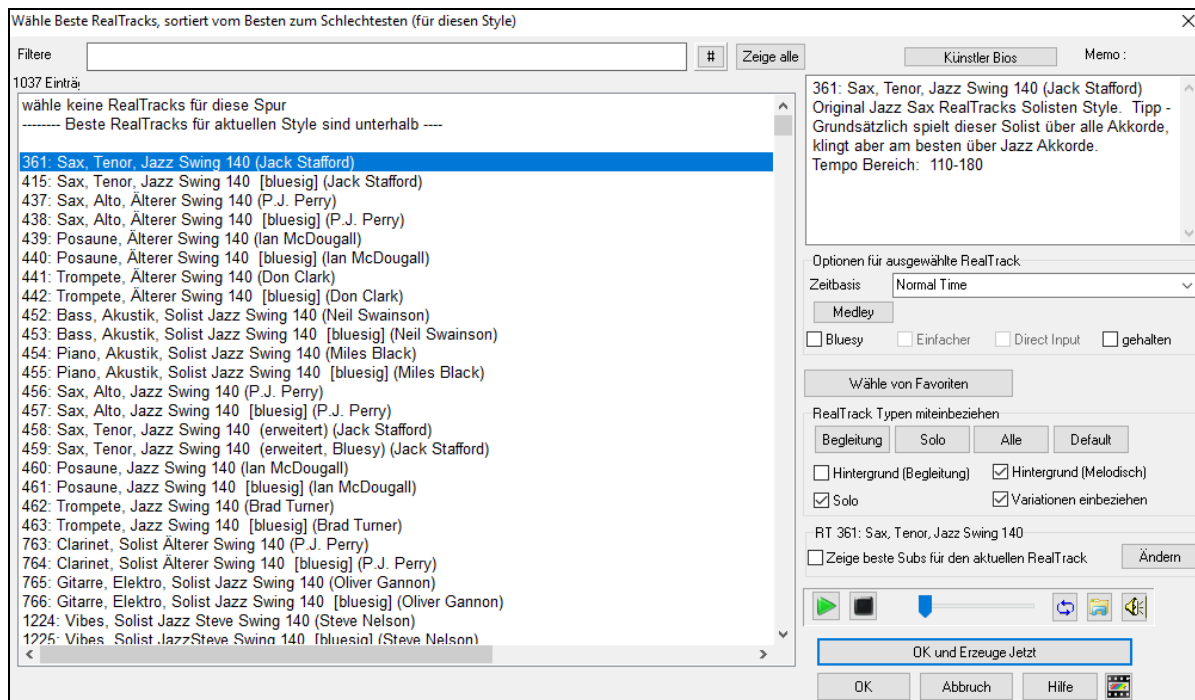 Wähle Beste RealTracks, sortiert vom Besten zum Schlechtesten (für diesen Style)
Filtere
#
Zeige alle
1037 Einträ
wähle keine RealTracks für diese Spur
-------- Beste RealTracks für aktuellen Style sind unterhalb ----
361: Sax, Tenor, Jazz Swing 140 (Jack Stafford)
415: Sax, Tenor, Jazz Swing 140 [bluesig] (Jack Stafford)
437: Sax, Alto, Älterer Swing 140 (P.J. Perry)
438: Sax, Alto, Älterer Swing 140 [bluesig] (P.J. Perry)
439: Posaune, Älterer Swing 140 (Ian McDougall)
440: Posaune, Älterer Swing 140 [bluesig] (Ian McDougall)
441: Trompete, Älterer Swing 140 (Don Clark)
442: Trompete, Älterer Swing 140 [bluesig] (Don Clark)
452: Bass, Akustik, Solist Jazz Swing 140 (Neil Swainson)
453: Bass, Akustik, Solist Jazz Swing 140 [bluesig] (Neil Swainson)
454: Piano, Akustik, Solist Jazz Swing 140 (Miles Black)
455: Piano, Akustik, Solist Jazz Swing 140 [bluesig] (Miles Black)
456: Sax, Alto, Jazz Swing 140 (P.J. Perry)
457: Sax, Alto, Jazz Swing 140 [bluesig] (P.J. Perry)
458: Sax, Tenor, Jazz Swing 140 (erweitert) (Jack Stafford)
459: Sax, Tenor, Jazz Swing 140 (erweitert, Bluesy) (Jack Stafford)
460: Posaune, Jazz Swing 140 (Ian McDougall)
461: Posaune, Jazz Swing 140 [bluesig] (Ian McDougall)
462: Trompete, Jazz Swing 140 (Brad Turner)
463: Trompete, Jazz Swing 140 [bluesig] (Brad Turner)
763: Clarinet, Solist Älterer Swing 140 (P.J. Perry)
764: Clarinet, Solist Älterer Swing 140 [bluesig] (P.J. Perry)
765: Gitarre, Elektro, Solist Jazz Swing 140 (Oliver Gannon)
766: Gitarre, Elektro, Solist Jazz Swing 140 [bluesig] (Oliver Gannon)
1224: Vibes, Solist Jazz Steve Swing 140 (Steve Nelson)
1225: Vibes, Solist JazzSteve Swing 140 [bluesig] (Steve Nelson)
Künstler Bios
Memo :
361: Sax, Tenor, Jazz Swing 140 (Jack Stafford)
Original Jazz Sax RealTracks Solisten Style. Tipp -
Grundsätzlich spielt dieser Solist über alle Akkorde,
klingt aber am besten über Jazz Akkorde.
Tempo Bereich: 110-180
Optionen für ausgewählte RealTrack
Zeitbasis
Normal Time
Medley
Bluesy
Einfacher
Direct Input
gehalten
Wähle von Favoriten
RealTrack Typen miteinbeziehen
Begleitung
Solo
Alle
Default
Hintergrund (Begleitung)
Hintergrund (Melodisch)
Solo
Variationen einbeziehen
RT 361: Sax, Tenor, Jazz Swing 140
Zeige beste Subs für den aktuellen RealTrack
Ändern
OK und Erzeuge Jetzt
OK
Abbruch
Hilfe